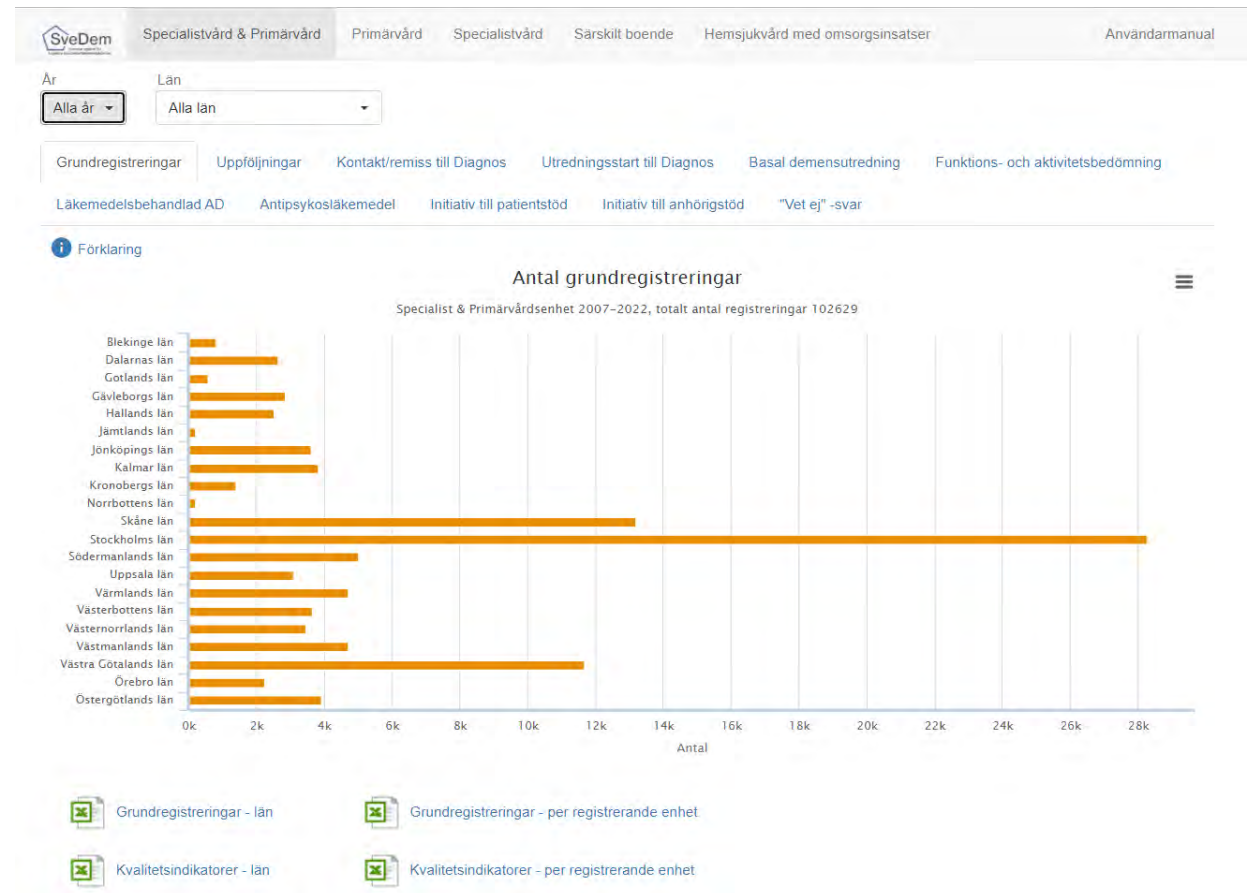 SveDem
Specialistvård & Primärvård Primärvård Specialistvård Särskilt boende Hemsjukvård med omsorgsinsatser Användarmanual
År Län
Alla år Alla län
Grundregistreringar Uppföljningar Kontakt/remiss till Diagnos Utredningsstart till Diagnos Basal demensutredning Funktions- och aktivitetsbedömning
Läkemedelsbehandlad AD Antipsykosläkemedel Initiativ till patientstöd Initiativ till anhörigstöd "Vet ej" -svar
Förklaring
Antal grundregistreringar
Specialist & Primärvårdsenhet 2007-2022, totalt antal registreringar 102629
Blekinge län
Dalarnas län
Gotlands län
Gävleborgs län
Hallands län
Jämtlands län
Jönköpings län
Kalmar län
Kronobergs län
Norrbottens län
Skåne län
Stockholms län
Södermanlands län
Uppsala län
Värmlands län
Västerbottens län
Västernorrlands län
Västmanlands län
Västra Götalands län
Örebro län
Östergötlands län
0k 2k 4k 6k 8k 10k 12k 14k 16k 18k 20k 22k 24k 26k 28k
Antal
Grundregistreringar - län Grundregistreringar - per registrerande enhet
Kvalitetsindikatorer - län Kvalitetsindikatorer - per registrerande enhet